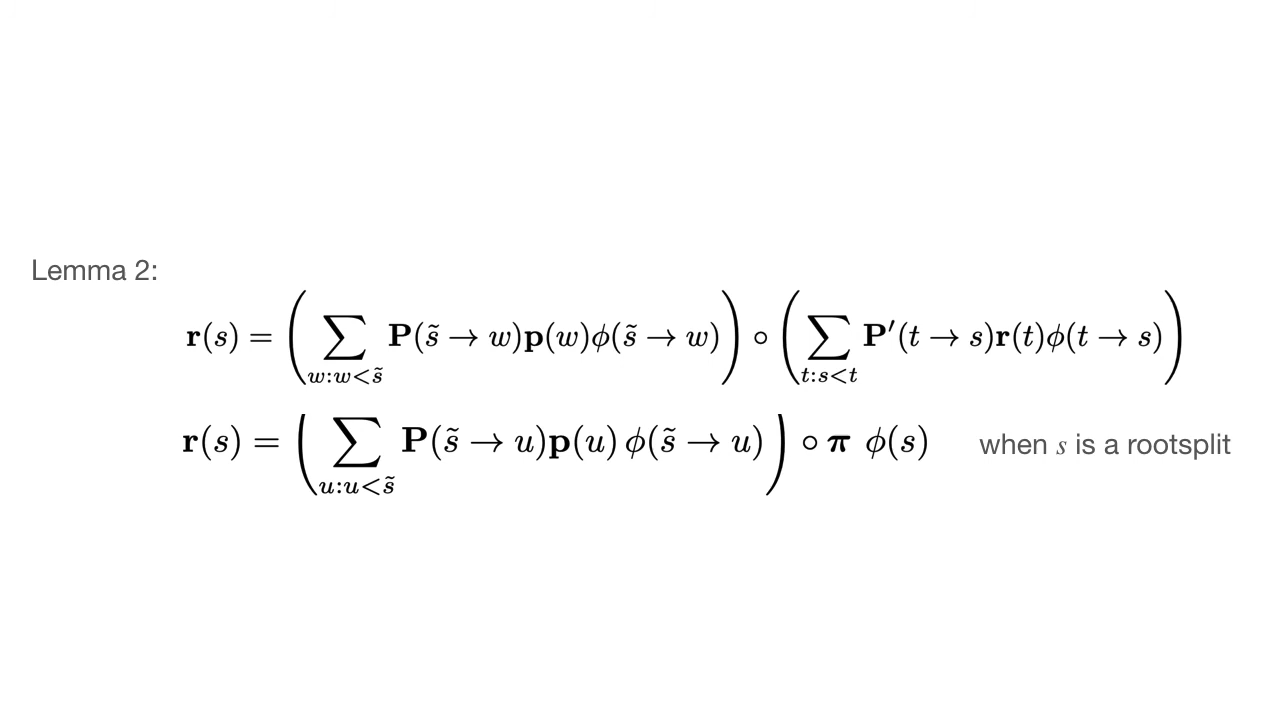 Lemma 2:
𝐫(s) = ( ∑_{w:w<s̃} 𝐏(s̃ → w)𝐩(w)ϕ(s̃ → w) ) ∘ ( ∑_{t:s<t} 𝐏′(t → s)𝐫(t)ϕ(t → s) )
𝐫(s) = ( ∑_{u:u<s̃} 𝐏(s̃ → u)𝐩(u) ϕ(s̃ → u) ) ∘ 𝛑 ϕ(s) when s is a rootsplit